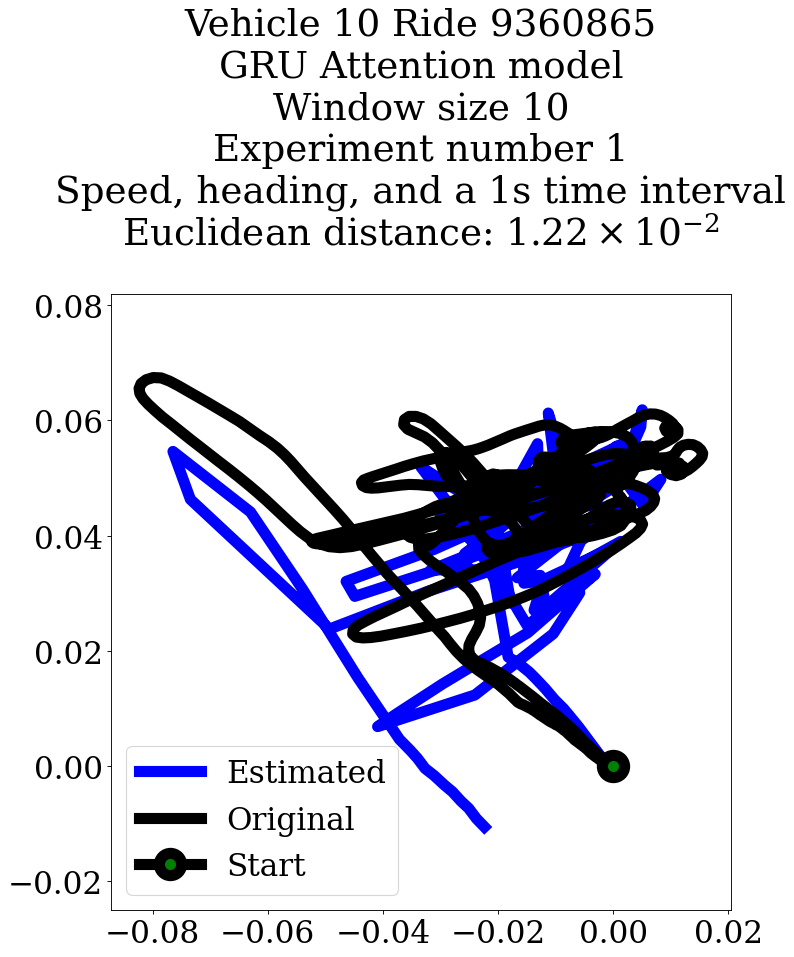 Vehicle 10 Ride 9360865
GRU Attention model
Window size 10
Experiment number 1
Speed, heading, and a 1s time interval
Euclidean distance: 1.22 × 10⁻²
0.08
0.06
0.04
0.02
0.00
−0.02
Estimated
Original
Start
−0.08 −0.06 −0.04 −0.02 0.00 0.02